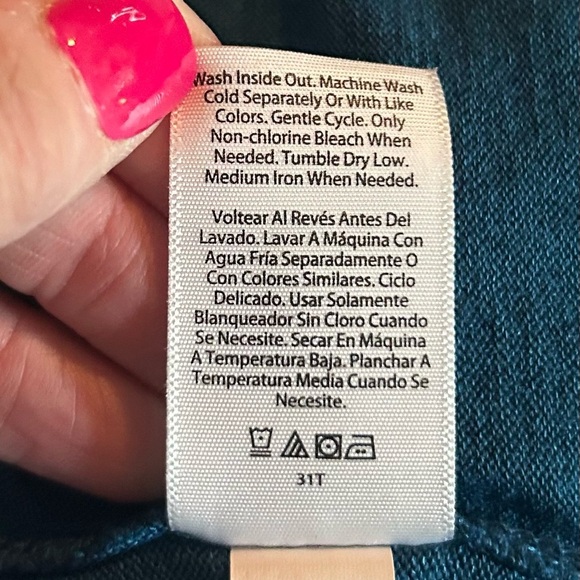 Wash Inside Out. Machine Wash
Cold Separately Or With Like
Colors. Gentle Cycle. Only
Non-chlorine Bleach When
Needed. Tumble Dry Low.
Medium Iron When Needed.
Voltear Al Revés Antes Del
Lavado. Lavar A Máquina Con
Agua Fría Separadamente O
Con Colores Similares. Ciclo
Delicado. Usar Solamente
Blanqueador Sin Cloro Cuando
Se Necesite. Secar En Máquina
A Temperatura Baja. Planchar A
Temperatura Media Cuando Se
Necesite.
31T